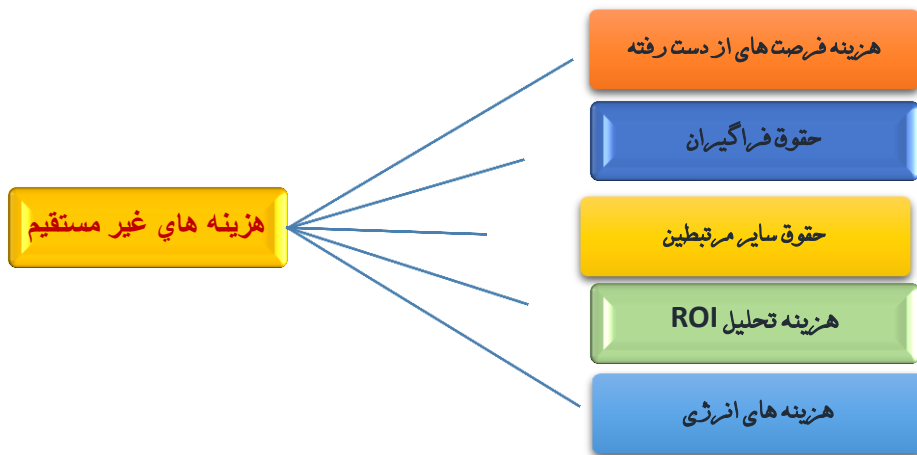 هزینه فرصت های از دست رفته
حقوق فراگیران
هزينه هاي غير مستقيم
حقوق سایر مرتبطین
هزینه تحلیل ROI
هزینه های انرژی